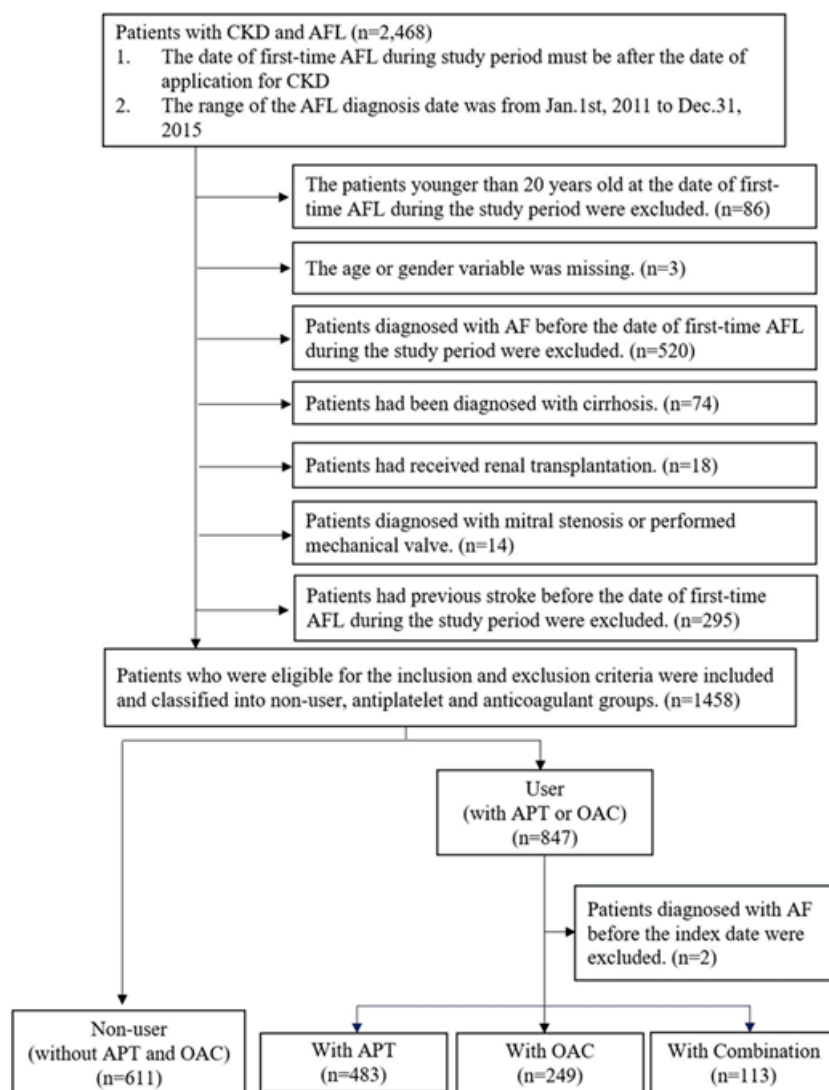 Patients with CKD and AFL (n=2,468)
1. The date of first-time AFL during study period must be after the date of
application for CKD
2. The range of the AFL diagnosis date was from Jan.1st, 2011 to Dec.31,
2015
The patients younger than 20 years old at the date of first-
time AFL during the study period were excluded. (n=86)
The age or gender variable was missing. (n=3)
Patients diagnosed with AF before the date of first-time AFL
during the study period were excluded. (n=520)
Patients had been diagnosed with cirrhosis. (n=74)
Patients had received renal transplantation. (n=18)
Patients diagnosed with mitral stenosis or performed
mechanical valve. (n=14)
Patients had previous stroke before the date of first-time
AFL during the study period were excluded. (n=295)
Patients who were eligible for the inclusion and exclusion criteria were included
and classified into non-user, antiplatelet and anticoagulant groups. (n=1458)
User
(with APT or OAC)
(n=847)
Patients diagnosed with AF
before the index date were
excluded. (n=2)
Non-user
(without APT and OAC)
(n=611)
With APT
(n=483)
With OAC
(n=249)
With Combination
(n=113)